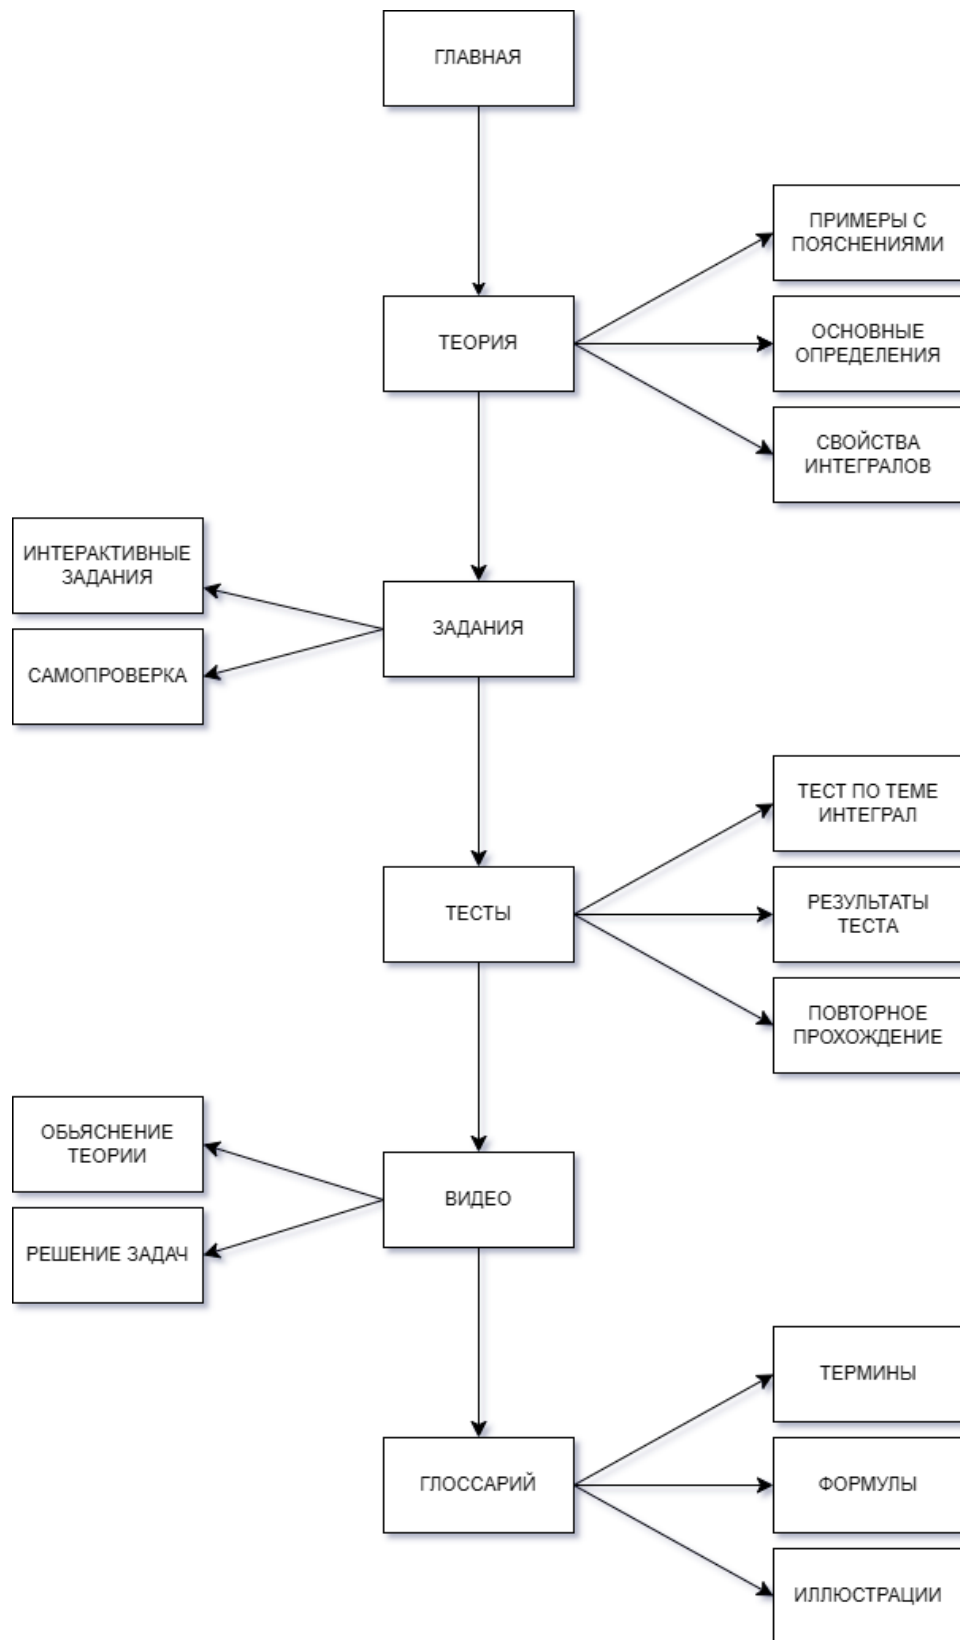 ГЛАВНАЯ
ПРИМЕРЫ С
ПОЯСНЕНИЯМИ
ТЕОРИЯ
ОСНОВНЫЕ
ОПРЕДЕЛЕНИЯ
СВОЙСТВА
ИНТЕГРАЛОВ
ИНТЕРАКТИВНЫЕ
ЗАДАНИЯ
ЗАДАНИЯ
САМОПРОВЕРКА
ТЕСТ ПО ТЕМЕ
ИНТЕГРАЛ
ТЕСТЫ
РЕЗУЛЬТАТЫ
ТЕСТА
ПОВТОРНОЕ
ПРОХОЖДЕНИЕ
ОБЬЯСНЕНИЕ
ТЕОРИИ
ВИДЕО
РЕШЕНИЕ ЗАДАЧ
ТЕРМИНЫ
ГЛОССАРИЙ
ФОРМУЛЫ
ИЛЛЮСТРАЦИИ